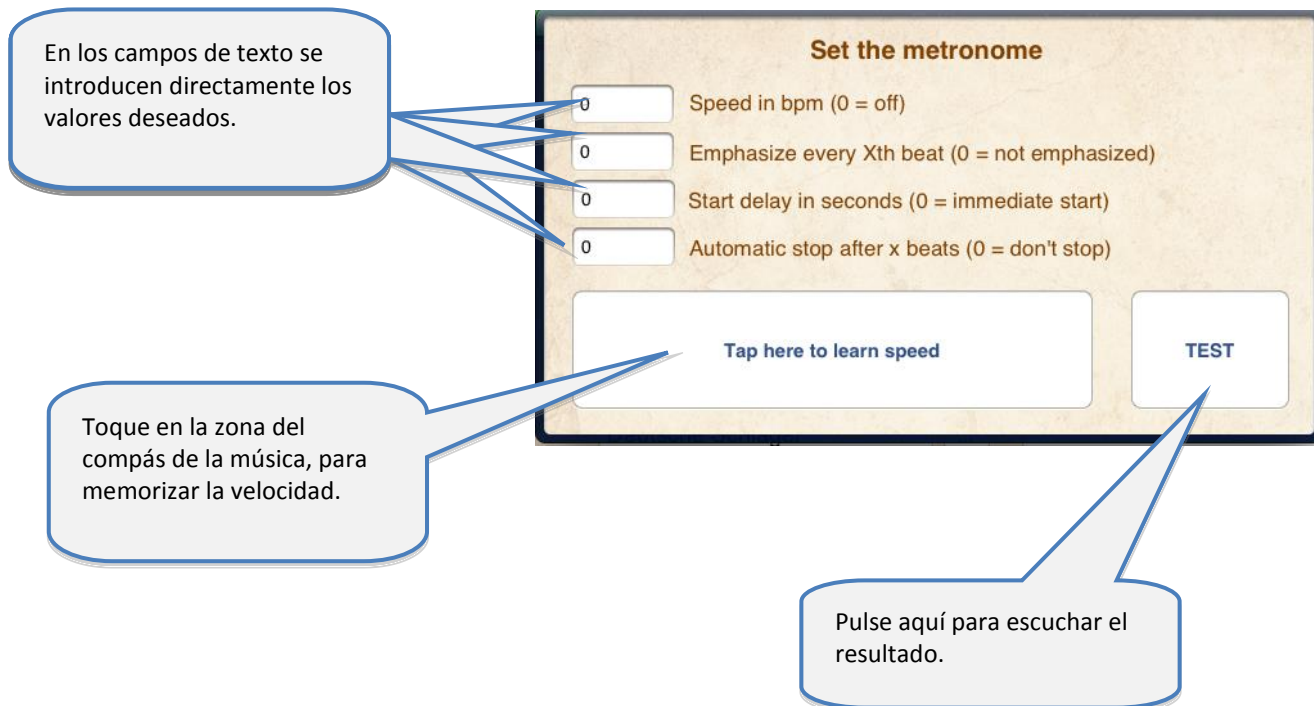 En los campos de texto se
introducen directamente los
valores deseados.
Set the metronome
0 Speed in bpm (0 = off)
0 Emphasize every Xth beat (0 = not emphasized)
0 Start delay in seconds (0 = immediate start)
0 Automatic stop after x beats (0 = don't stop)
Tap here to learn speed
TEST
Toque en la zona del
compás de la música, para
memorizar la velocidad.
Pulse aquí para escuchar el
resultado.